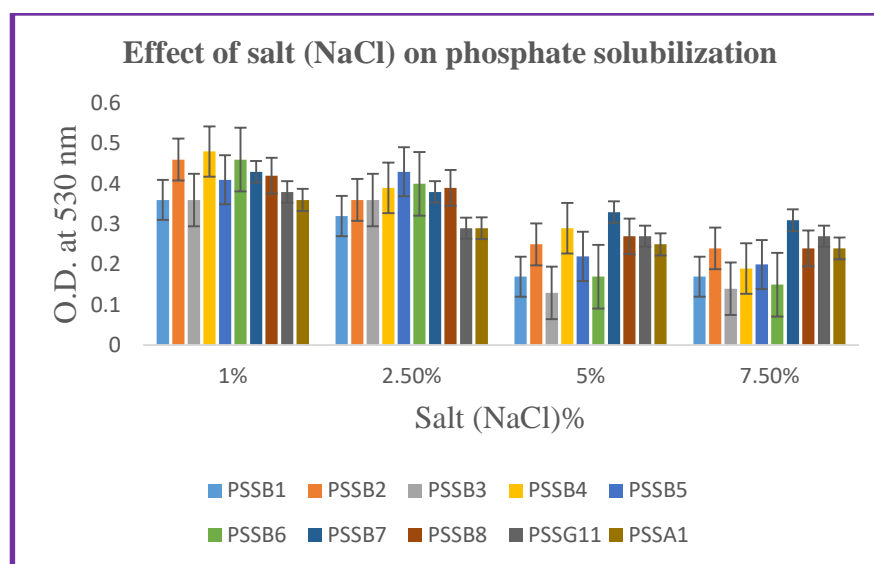 Effect of salt (NaCl) on phosphate solubilization
O.D. at 530 nm
0.6
0.5
0.4
0.3
0.2
0.1
0
1% 2.50% 5% 7.50%
Salt (NaCl)%
PSSB1 PSSB2 PSSB3 PSSB4 PSSB5
PSSB6 PSSB7 PSSB8 PSSG11 PSSA1